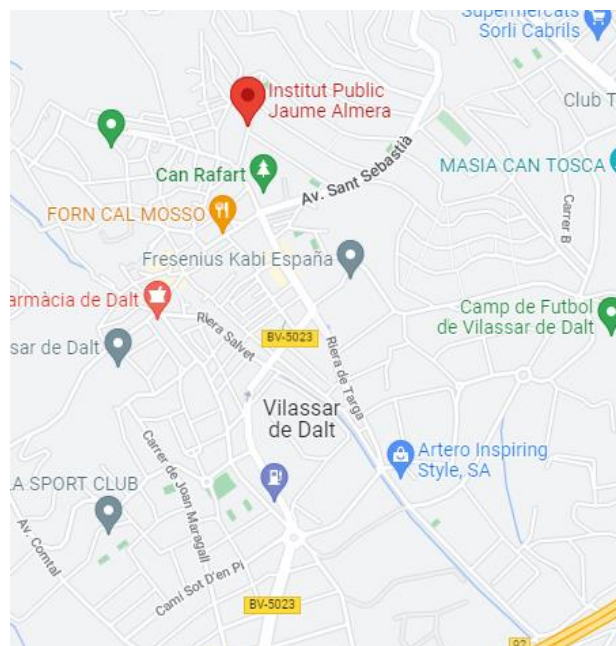 Supermercats
Sorli Cabrils
Institut Public
Jaume Almera
Club T
MASIA CAN TOSCA
Can Rafart
Av. Sant Sebastià
FORN CAL MOSSO
Carrer B
Fresenius Kabi España
armàcia de Dalt
Camp de Futbol
de Vilassar de Dalt
Riera Salvet
BV-5023
sar de Dalt
Riera de Targa
Vilassar
de Dalt
Artero Inspiring
Style, SA
Carrer de Joan Maragall
A SPORT CLUB
Av. Comtal
Camí Sot D'en Pi
BV-5023
92